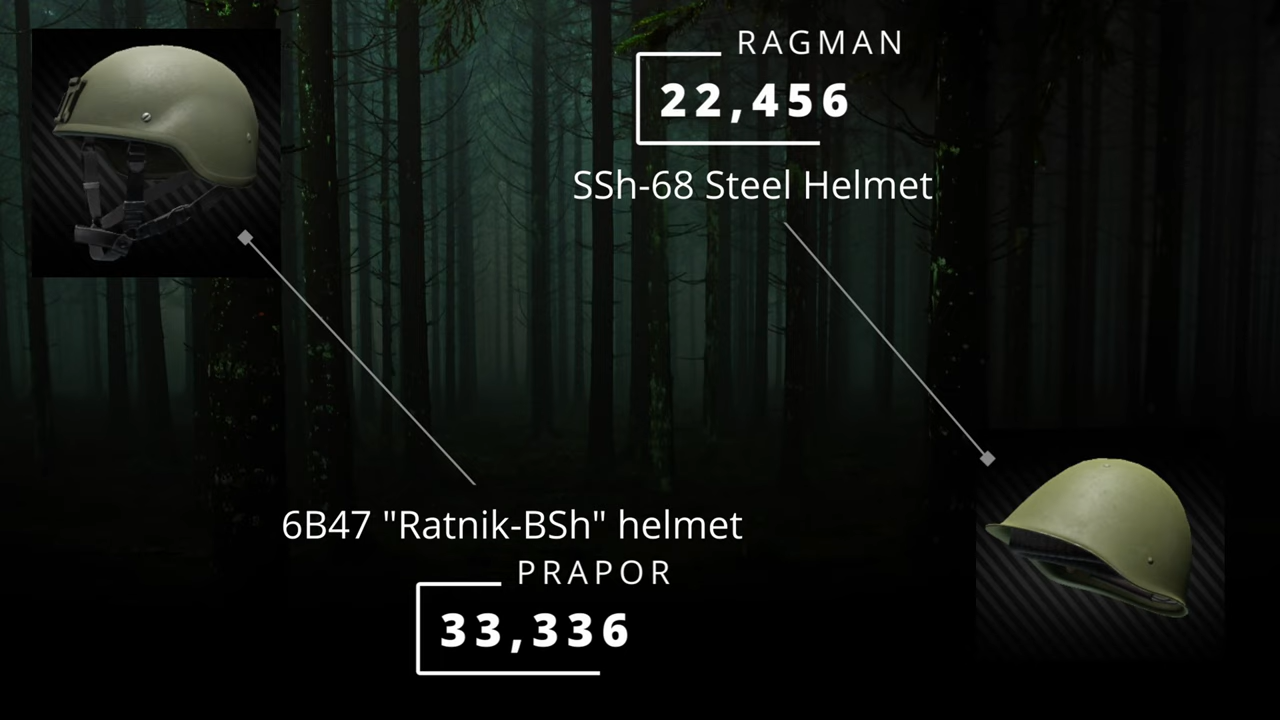 RAGMAN
22,456
SSh-68 Steel Helmet
6B47 "Ratnik-BSh" helmet
PRAPOR
33,336